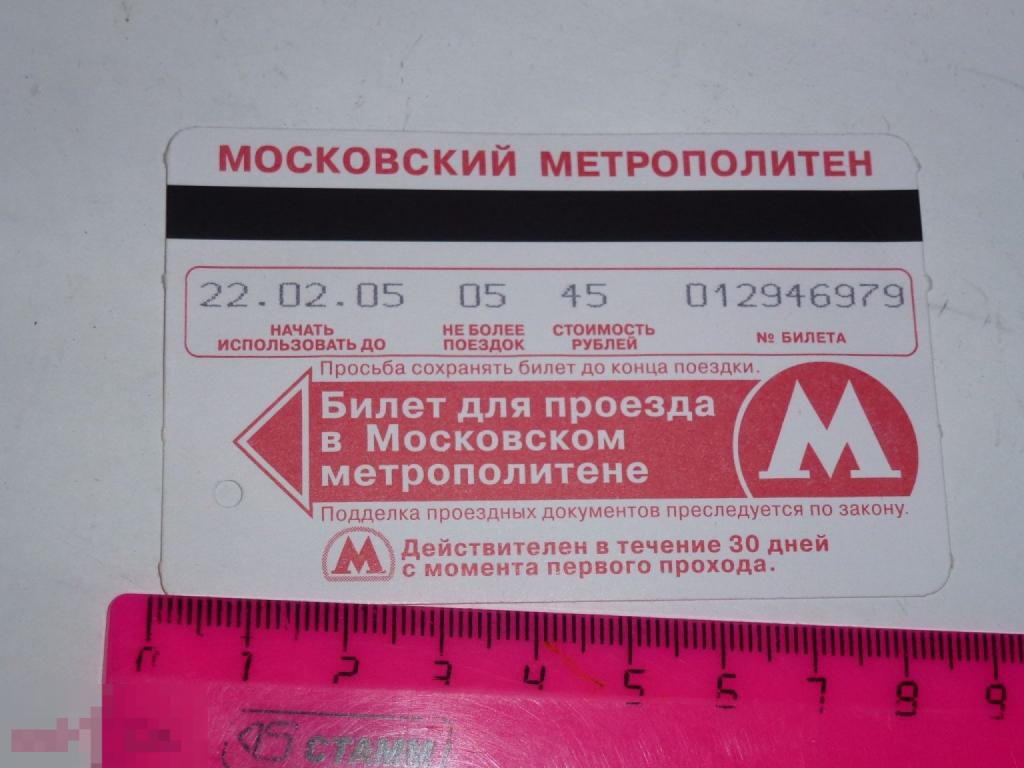 МОСКОВСКИЙ МЕТРОПОЛИТЕН
22.02.05 05 45 012946979
НАЧАТЬ ИСПОЛЬЗОВАТЬ ДО
НЕ БОЛЕЕ ПОЕЗДОК
СТОИМОСТЬ РУБЛЕЙ
№ БИЛЕТА
Просьба сохранять билет до конца поездки.
Билет для проезда
в Московском
метрополитене
М
Подделка проездных документов преследуется по закону.
М
Действителен в течение 30 дней
с момента первого прохода.
0 1 2 3 4 5 6 7 8 9
СТАММ